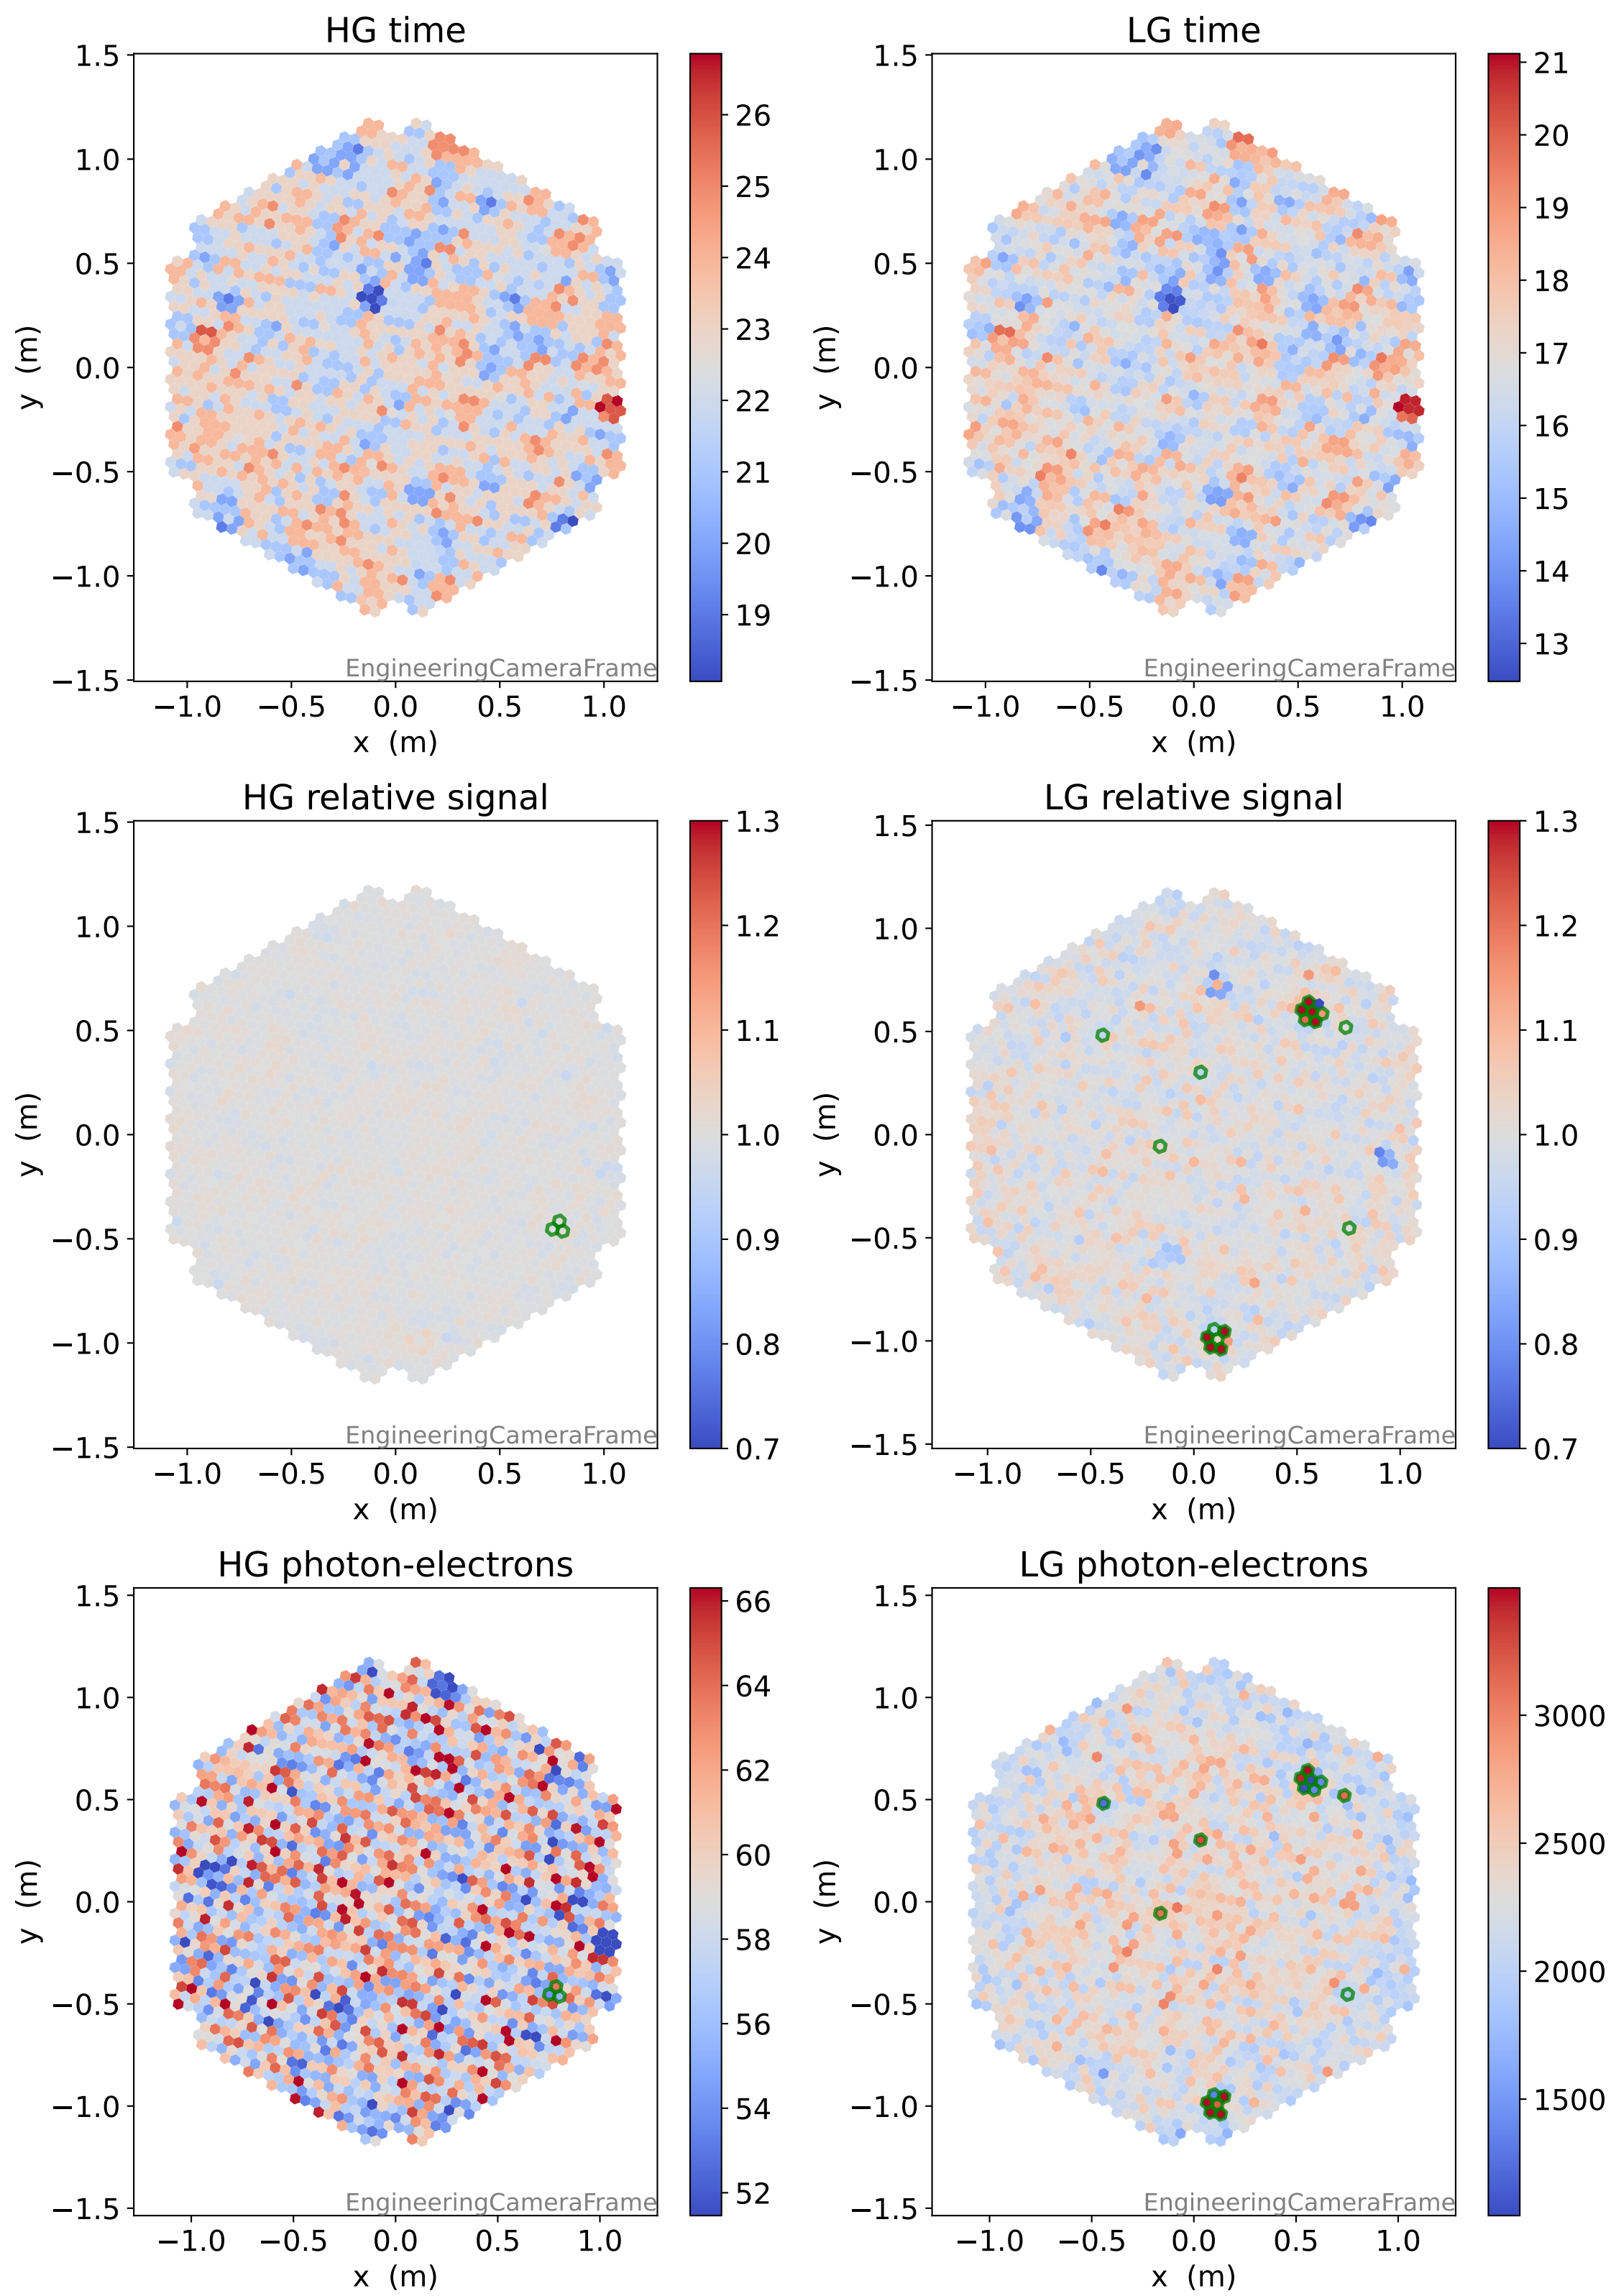 HG time
1.5
1.0
0.5
0.0
−0.5
−1.0
−1.5
y (m)
−1.0 −0.5 0.0 0.5 1.0
x (m)
EngineeringCameraFrame
26
25
24
23
22
21
20
19
LG time
1.5
1.0
0.5
0.0
−0.5
−1.0
−1.5
y (m)
−1.0 −0.5 0.0 0.5 1.0
x (m)
EngineeringCameraFrame
21
20
19
18
17
16
15
14
13
HG relative signal
1.5
1.0
0.5
0.0
−0.5
−1.0
−1.5
y (m)
−1.0 −0.5 0.0 0.5 1.0
x (m)
EngineeringCameraFrame
1.3
1.2
1.1
1.0
0.9
0.8
0.7
LG relative signal
1.5
1.0
0.5
0.0
−0.5
−1.0
−1.5
y (m)
−1.0 −0.5 0.0 0.5 1.0
x (m)
EngineeringCameraFrame
1.3
1.2
1.1
1.0
0.9
0.8
0.7
HG photon-electrons
1.5
1.0
0.5
0.0
−0.5
−1.0
−1.5
y (m)
−1.0 −0.5 0.0 0.5 1.0
x (m)
EngineeringCameraFrame
66
64
62
60
58
56
54
52
LG photon-electrons
1.5
1.0
0.5
0.0
−0.5
−1.0
−1.5
y (m)
−1.0 −0.5 0.0 0.5 1.0
x (m)
EngineeringCameraFrame
3000
2500
2000
1500